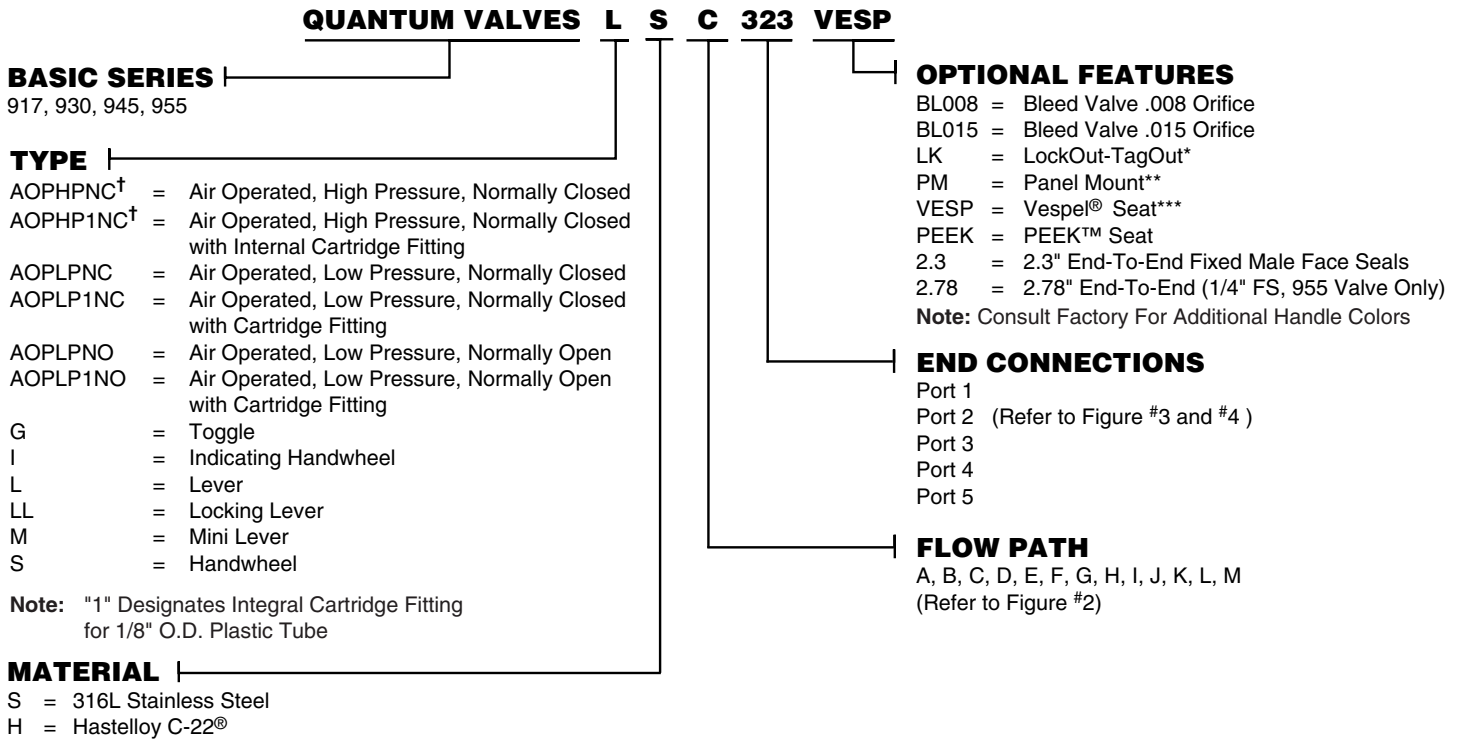 QUANTUM VALVES L S C 323 VESP
BASIC SERIES
917, 930, 945, 955
TYPE
AOPHPNC† = Air Operated, High Pressure, Normally Closed
AOPHP1NC† = Air Operated, High Pressure, Normally Closed
with Internal Cartridge Fitting
AOPLPNC = Air Operated, Low Pressure, Normally Closed
AOPLP1NC = Air Operated, Low Pressure, Normally Closed
with Cartridge Fitting
AOPLPNO = Air Operated, Low Pressure, Normally Open
AOPLP1NO = Air Operated, Low Pressure, Normally Open
with Cartridge Fitting
G = Toggle
I = Indicating Handwheel
L = Lever
LL = Locking Lever
M = Mini Lever
S = Handwheel
Note: "1" Designates Integral Cartridge Fitting
for 1/8" O.D. Plastic Tube
MATERIAL
S = 316L Stainless Steel
H = Hastelloy C-22®
OPTIONAL FEATURES
BL008 = Bleed Valve .008 Orifice
BL015 = Bleed Valve .015 Orifice
LK = LockOut-TagOut*
PM = Panel Mount**
VESP = Vespel® Seat***
PEEK = PEEK™ Seat
2.3 = 2.3" End-To-End Fixed Male Face Seals
2.78 = 2.78" End-To-End (1/4" FS, 955 Valve Only)
Note: Consult Factory For Additional Handle Colors
END CONNECTIONS
Port 1
Port 2 (Refer to Figure #3 and #4 )
Port 3
Port 4
Port 5
FLOW PATH
A, B, C, D, E, F, G, H, I, J, K, L, M
(Refer to Figure #2)